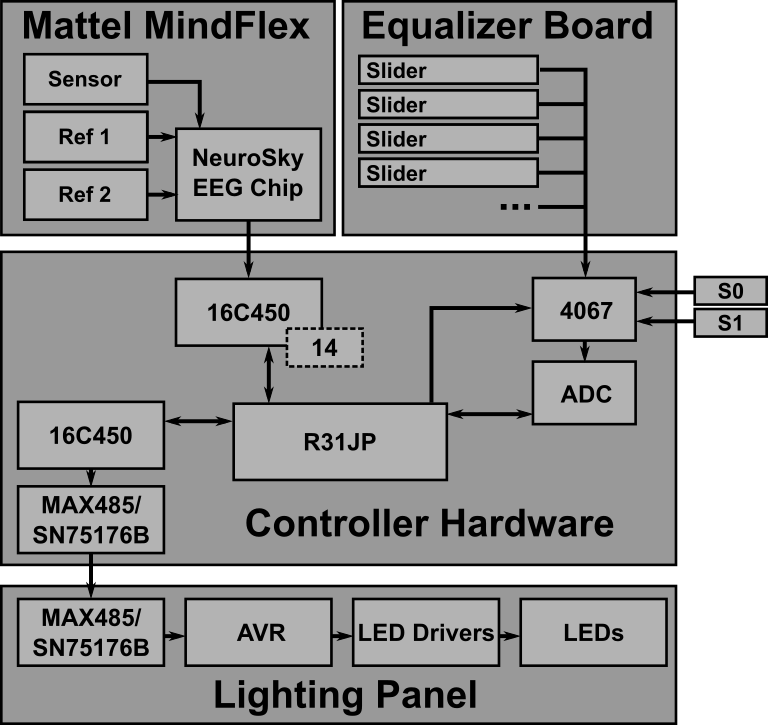 Mattel MindFlex
Sensor
Ref 1
Ref 2
NeuroSky
EEG Chip
Equalizer Board
Slider
Slider
Slider
Slider
...
16C450
14
4067
S0
S1
ADC
R31JP
16C450
MAX485/
SN75176B
Controller Hardware
MAX485/
SN75176B
AVR
LED Drivers
LEDs
Lighting Panel